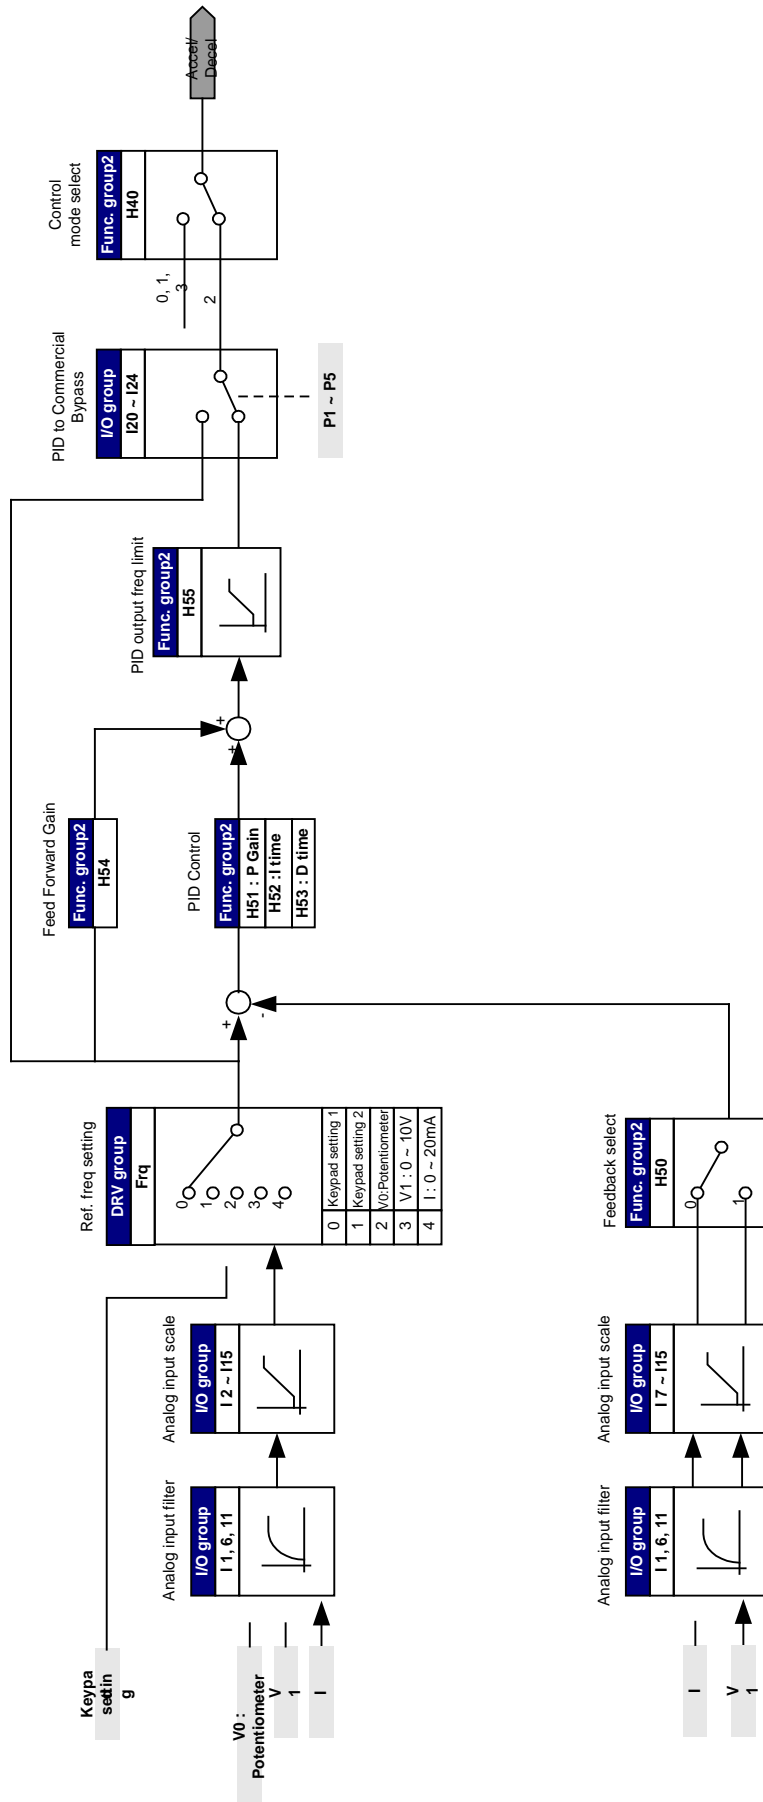 Keypa
d
settin
g
V0 :
Potentiometer
V
1
I
Analog input filter
I/O group
I 1, 6, 11
Analog input scale
I/O group
I 2 ~ I15
Ref. freq setting
DRV group
Frq
0
1
2
3
4
0 Keypad setting 1
1 Keypad setting 2
2 V0:Potentiometer
3 V1 : 0 ~ 10V
4 I : 0 ~ 20mA
+
-
Feed Forward Gain
Func. group2
H54
PID Control
Func. group2
H51 : P Gain
H52 :I time
H53 : D time
+
+
PID output freq limit
Func. group2
H55
PID to Commercial
Bypass
I/O group
I20 ~ I24
P1 ~ P5
0, 1,
3
2
Control
mode select
Func. group2
H40
Accel/
Decel
I
V
1
Analog input filter
I/O group
I 1, 6, 11
Analog input scale
I/O group
I 7 ~ I15
Feedback select
Func. group2
H50
0
1